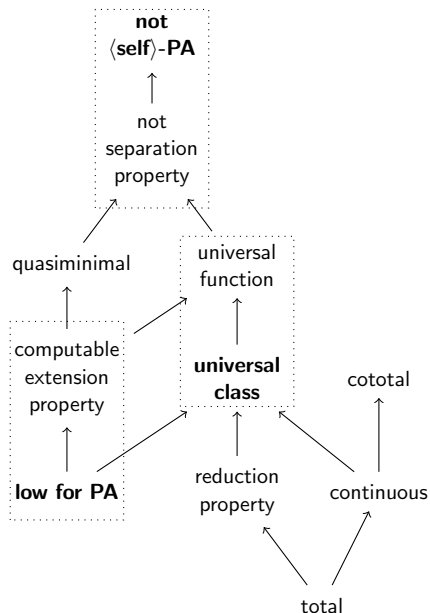 not
⟨self⟩-PA
not
separation
property
quasiminimal
universal
function
computable
extension
property
universal
class
cototal
low for PA
reduction
property
continuous
total